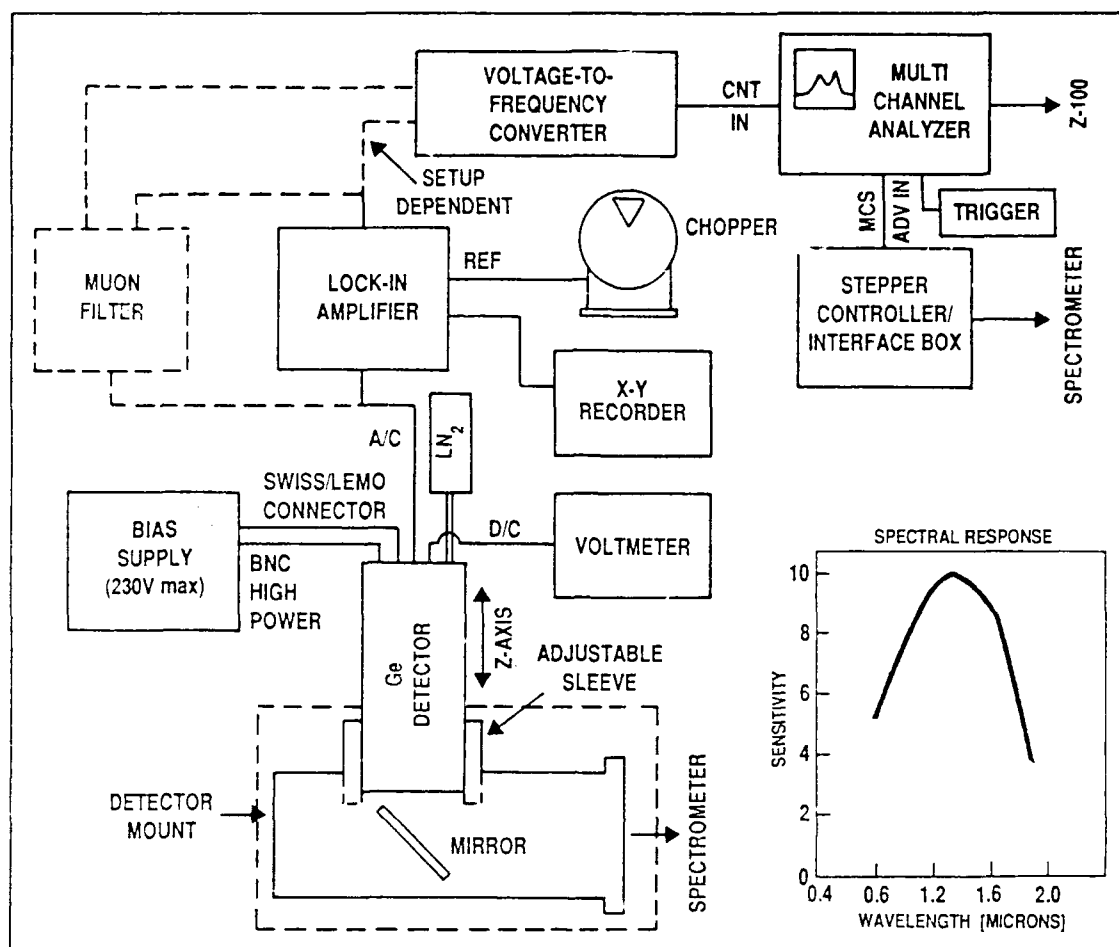 VOLTAGE-TO-
FREQUENCY
CONVERTER
CNT
IN
MULTI
CHANNEL
ANALYZER
Z-100
SETUP
DEPENDENT
MCS
ADV IN
TRIGGER
MUON
FILTER
LOCK-IN
AMPLIFIER
REF
CHOPPER
STEPPER
CONTROLLER/
INTERFACE BOX
SPECTROMETER
X-Y
RECORDER
A/C
LN2
SWISS/LEMO
CONNECTOR
BIAS
SUPPLY
(230V max)
BNC
HIGH
POWER
D/C
VOLTMETER
Ge
DETECTOR
Z-AXIS
ADJUSTABLE
SLEEVE
DETECTOR
MOUNT
MIRROR
SPECTROMETER
SPECTRAL RESPONSE
SENSITIVITY
10
8
6
4
2
0
0.4 0.6 1.2 1.6 2.0
WAVELENGTH [MICRONS]